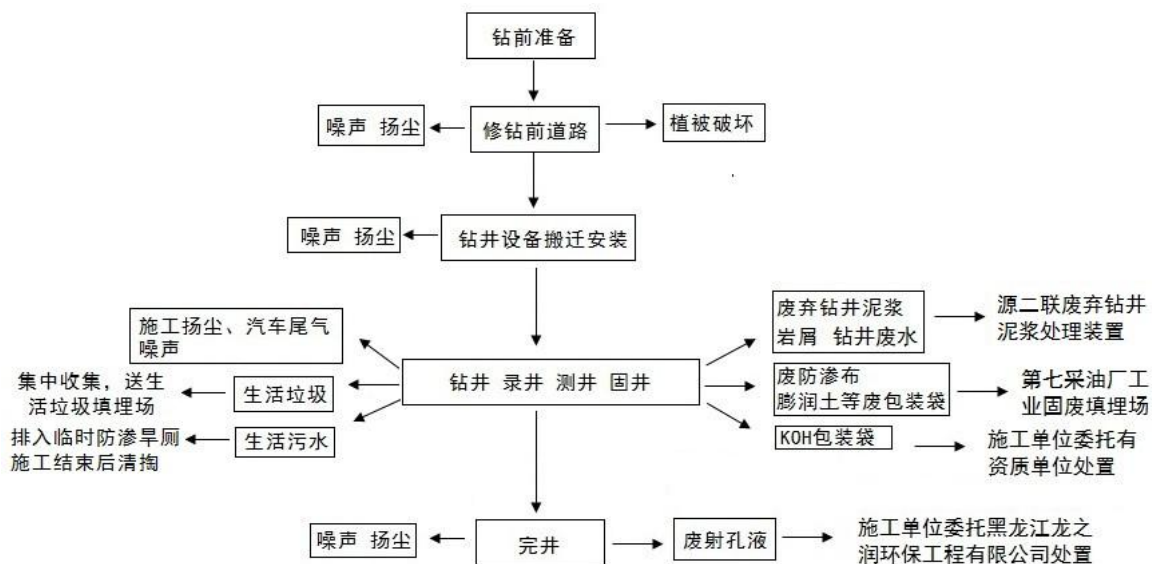 钻前准备
噪声 扬尘
修钻前道路
植被破坏
噪声 扬尘
钻井设备搬迁安装
施工扬尘、汽车尾气
噪声
集中收集，送生
活垃圾填埋场
生活垃圾
排入临时防渗旱厕
施工结束后清掏
生活污水
钻井 录井 测井 固井
废弃钻井泥浆
岩屑 钻井废水
源二联废弃钻井
泥浆处理装置
废防渗布
膨润土等废包装袋
第七采油厂工
业固废填埋场
KOH包装袋
施工单位委托有
资质单位处置
噪声 扬尘
完井
废射孔液
施工单位委托黑龙江龙之
润环保工程有限公司处置